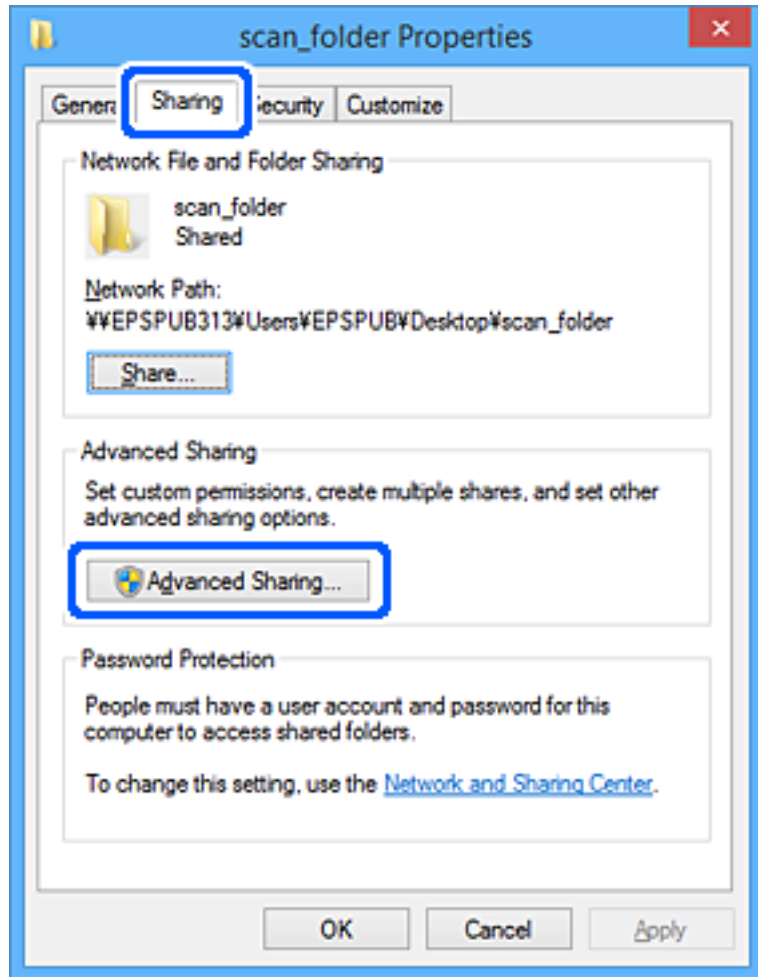 scan_folder Properties
General Sharing Security Customize
Network File and Folder Sharing
scan_folder
Shared
Network Path:
¥¥EPSPUB313¥Users¥EPSPUB¥Desktop¥scan_folder
Share...
Advanced Sharing
Set custom permissions, create multiple shares, and set other
advanced sharing options.
Advanced Sharing...
Password Protection
People must have a user account and password for this
computer to access shared folders.
To change this setting, use the Network and Sharing Center.
OK Cancel Apply